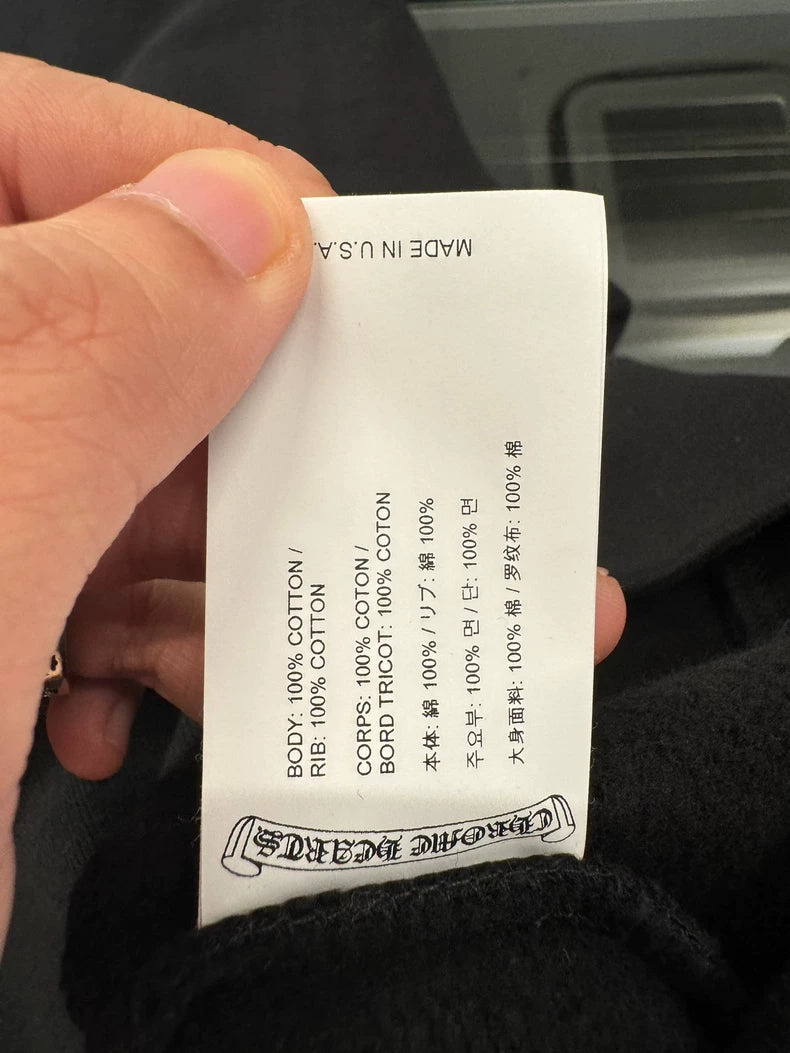 MADE IN U.S.A.
BODY: 100% COTTON /
RIB: 100% COTTON
CORPS: 100% COTON /
BORD TRICOT: 100% COTON
本体: 綿 100% / リブ: 綿 100%
주요부: 100% 면 / 단: 100% 면
大身面料: 100% 棉 / 罗纹布: 100% 棉
CHROME HEARTS